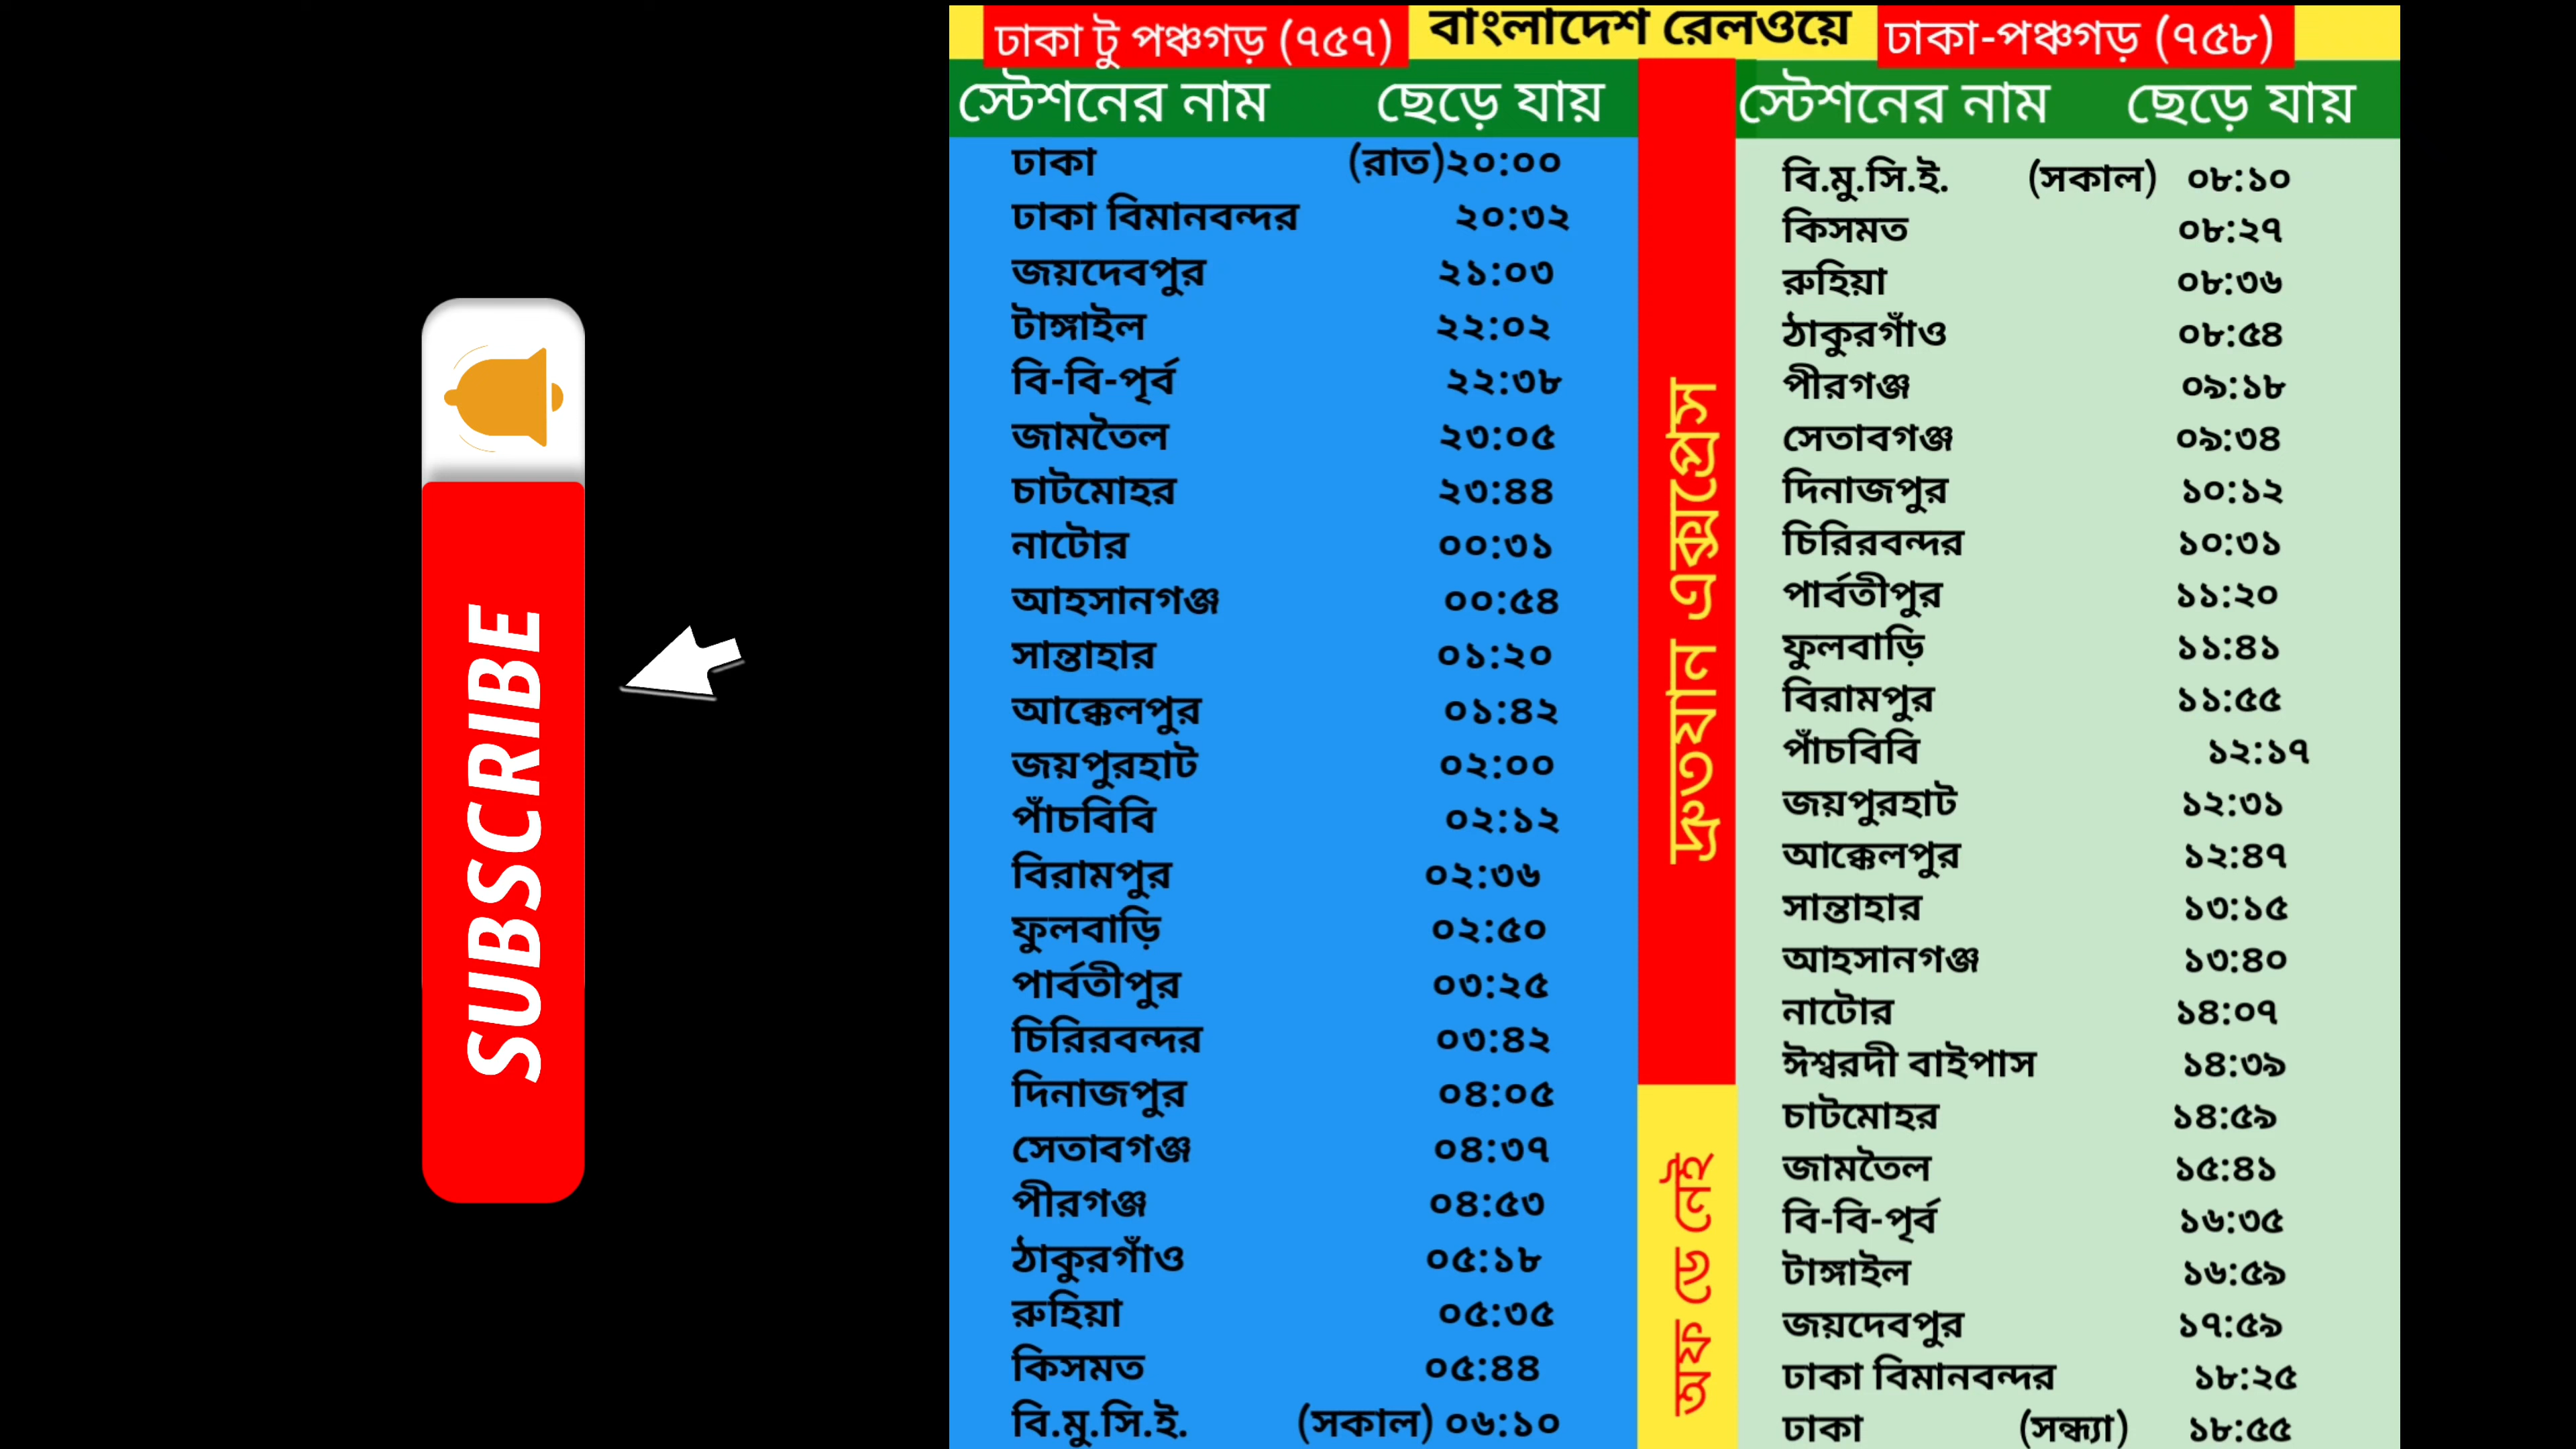 SUBSCRIBE
বাংলাদেশ রেলওয়ে
ঢাকা টু পঞ্চগড় (৭৫৭)
স্টেশনের নাম ছেড়ে যায়
ঢাকা (রাত)২০:০০
ঢাকা বিমানবন্দর ২০:৩২
জয়দেবপুর ২১:০৩
টাঙ্গাইল ২২:০২
বি-বি-পৃর্ব ২২:৩৮
জামতৈল ২৩:০৫
চাটমোহর ২৩:৪৪
নাটোর ০০:৩১
আহসানগঞ্জ ০০:৫৪
সান্তাহার ০১:২০
আক্কেলপুর ০১:৪২
জয়পুরহাট ০২:০০
পাঁচবিবি ০২:১২
বিরামপুর ০২:৩৬
ফুলবাড়ি ০২:৫০
পার্বতীপুর ০৩:২৫
চিরিরবন্দর ০৩:৪২
দিনাজপুর ০৪:০৫
সেতাবগঞ্জ ০৪:৩৭
পীরগঞ্জ ০৪:৫৩
ঠাকুরগাঁও ০৫:১৮
রুহিয়া ০৫:৩৫
কিসমত ০৫:৪৪
বি.মু.সি.ই. (সকাল) ০৬:১০
দ্রুতযান এক্সপ্রেস
অফ ডে নেই
ঢাকা-পঞ্চগড় (৭৫৮)
স্টেশনের নাম ছেড়ে যায়
বি.মু.সি.ই. (সকাল) ০৮:১০
কিসমত ০৮:২৭
রুহিয়া ০৮:৩৬
ঠাকুরগাঁও ০৮:৫৪
পীরগঞ্জ ০৯:১৮
সেতাবগঞ্জ ০৯:৩৪
দিনাজপুর ১০:১২
চিরিরবন্দর ১০:৩১
পার্বতীপুর ১১:২০
ফুলবাড়ি ১১:৪১
বিরামপুর ১১:৫৫
পাঁচবিবি ১২:১৭
জয়পুরহাট ১২:৩১
আক্কেলপুর ১২:৪৭
সান্তাহার ১৩:১৫
আহসানগঞ্জ ১৩:৪০
নাটোর ১৪:০৭
ঈশ্বরদী বাইপাস ১৪:৩৯
চাটমোহর ১৪:৫৯
জামতৈল ১৫:৪১
বি-বি-পৃর্ব ১৬:৩৫
টাঙ্গাইল ১৬:৫৯
জয়দেবপুর ১৭:৫৯
ঢাকা বিমানবন্দর ১৮:২৫
ঢাকা (সন্ধ্যা) ১৮:৫৫